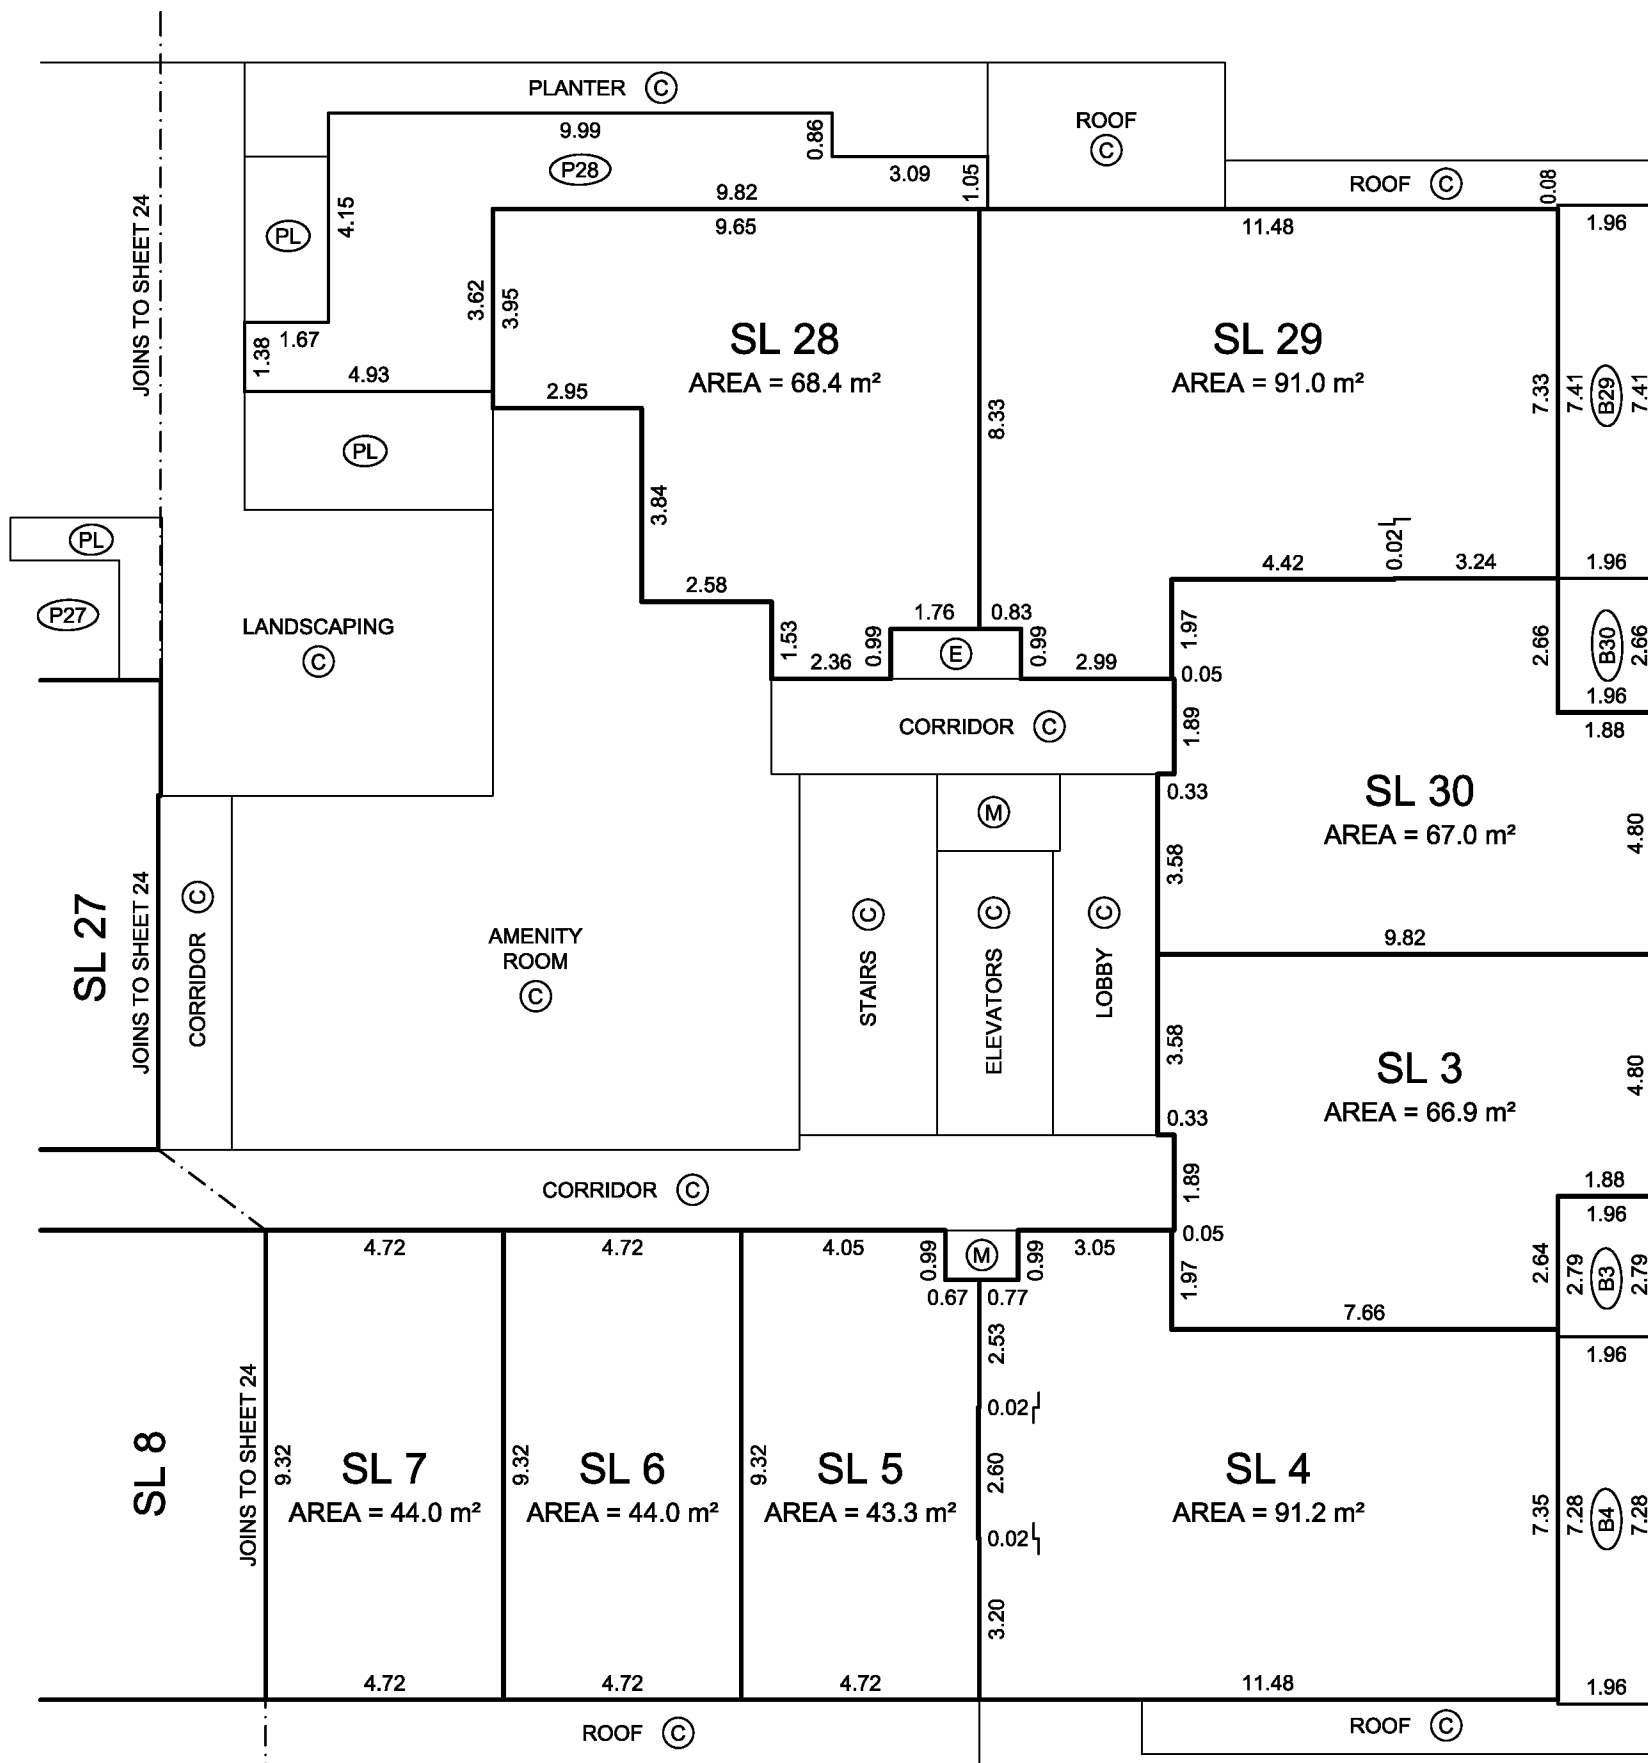 PLANTER C
ROOF
C
9.99
0.86
P28
3.09
1.05
9.82
ROOF C
0.08
JOINS TO SHEET 24
PL
4.15
9.65
11.48
1.96
3.62
3.95
SL 28
AREA = 68.4 m²
SL 29
AREA = 91.0 m²
1.38
1.67
4.93
2.95
8.33
7.33
7.41
B29
7.41
PL
3.84
PL
0.02
4.42
3.24
1.96
P27
LANDSCAPING
C
2.58
1.53
2.36
0.99
1.76
0.83
E
0.99
2.99
1.97
0.05
2.66
B30
2.66
1.96
1.88
CORRIDOR C
1.89
0.33
M
SL 30
AREA = 67.0 m²
4.80
3.58
SL 27
JOINS TO SHEET 24
CORRIDOR C
AMENITY
ROOM
C
STAIRS C
ELEVATORS C
LOBBY C
9.82
3.58
SL 3
AREA = 66.9 m²
4.80
0.33
CORRIDOR C
1.89
1.88
1.96
0.05
4.72
4.72
4.05
0.99
M
0.99
3.05
1.97
2.64
2.79
B3
2.79
0.67
0.77
7.66
2.53
1.96
0.02
SL 8
JOINS TO SHEET 24
9.32
SL 7
AREA = 44.0 m²
9.32
SL 6
AREA = 44.0 m²
9.32
SL 5
AREA = 43.3 m²
2.60
SL 4
AREA = 91.2 m²
7.35
7.28
B4
7.28
0.02
3.20
4.72
4.72
4.72
11.48
1.96
ROOF C
ROOF C